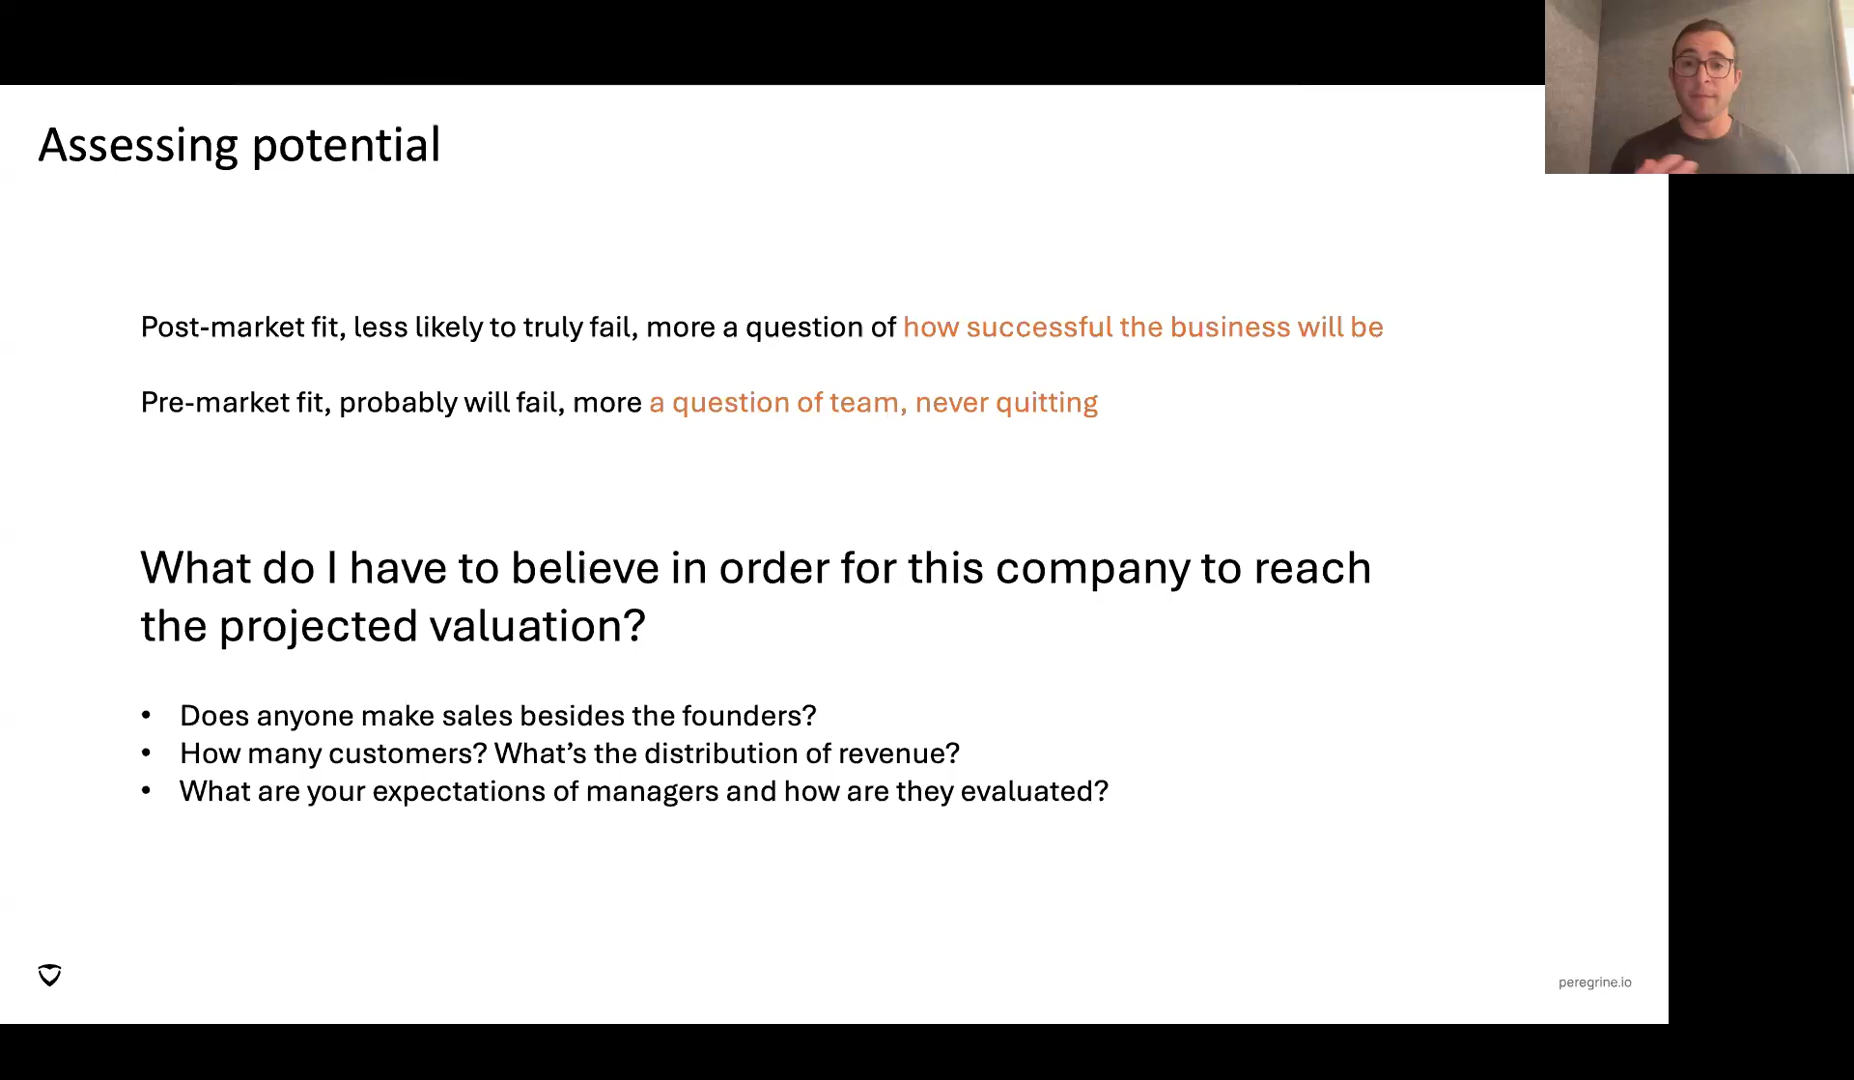 Assessing potential
Post-market fit, less likely to truly fail, more a question of how successful the business will be
Pre-market fit, probably will fail, more a question of team, never quitting
What do I have to believe in order for this company to reach
the projected valuation?
• Does anyone make sales besides the founders?
• How many customers? What’s the distribution of revenue?
• What are your expectations of managers and how are they evaluated?
peregrine.io